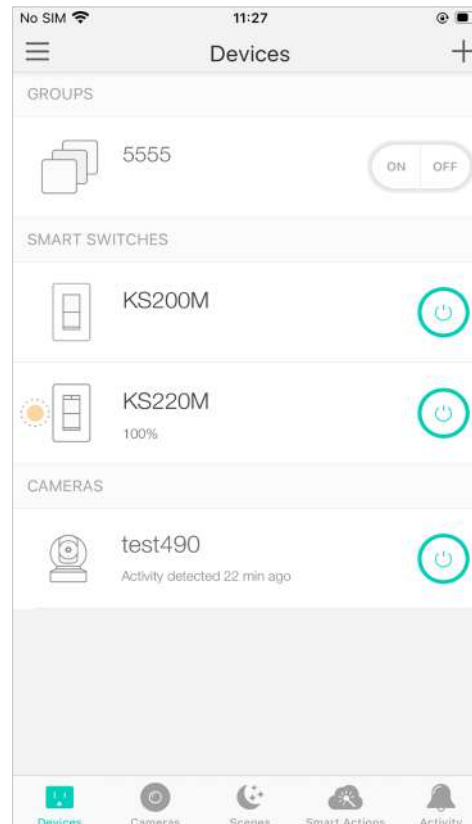 No SIM 11:27
Devices
GROUPS
5555
ON OFF
SMART SWITCHES
KS200M
KS220M
100%
CAMERAS
test490
Activity detected 22 min ago
Devices Cameras Scenes Smart Actions Activity